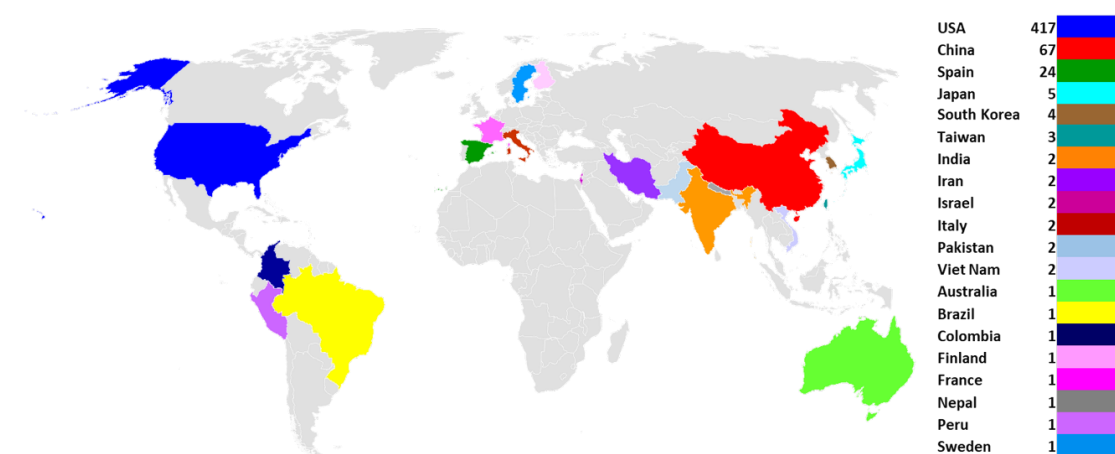 USA 417
China 67
Spain 24
Japan 5
South Korea 4
Taiwan 3
India 2
Iran 2
Israel 2
Italy 2
Pakistan 2
Viet Nam 2
Australia 1
Brazil 1
Colombia 1
Finland 1
France 1
Nepal 1
Peru 1
Sweden 1